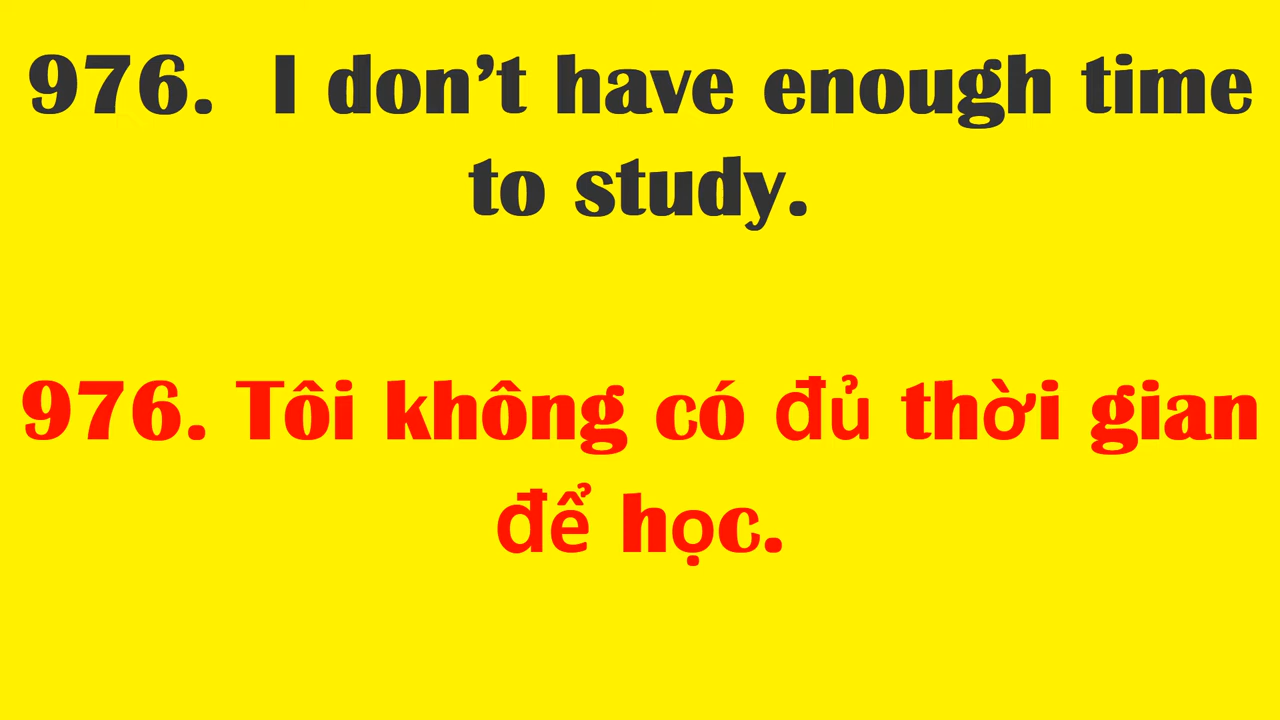 976.  I don’t have enough time
to study.
976. Tôi không có đủ thời gian
để học.